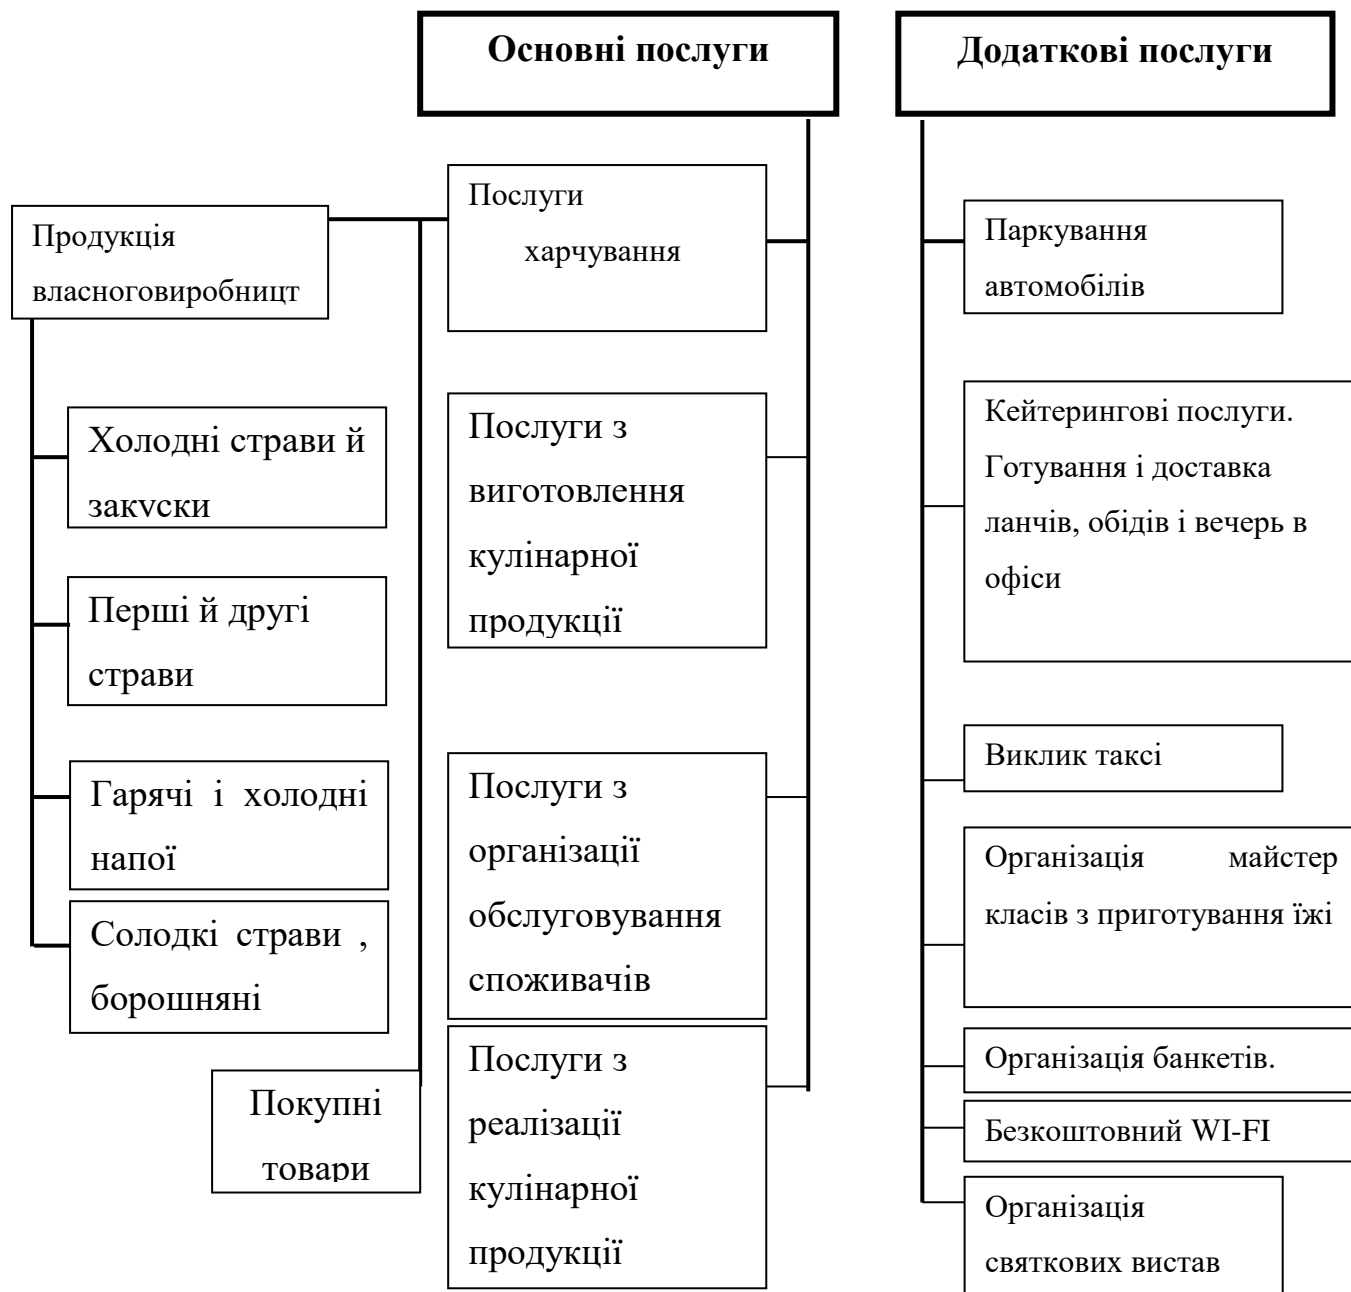 Основні послуги
Додаткові послуги
Продукція
власноговиробницт
Холодні страви й
закуски
Перші й другі
страви
Гарячі і холодні
напої
Солодкі страви ,
борошняні
Покупні
товари
Послуги
харчування
Послуги з
виготовлення
кулінарної
продукції
Послуги з
організації
обслуговування
споживачів
Послуги з
реалізації
кулінарної
продукції
Паркування
автомобілів
Кейтерингові послуги.
Готування і доставка
ланчів, обідів і вечерь в
офіси
Виклик таксі
Організація майстер
класів з приготування їжі
Організація банкетів.
Безкоштовний WI-FI
Організація
святкових вистав